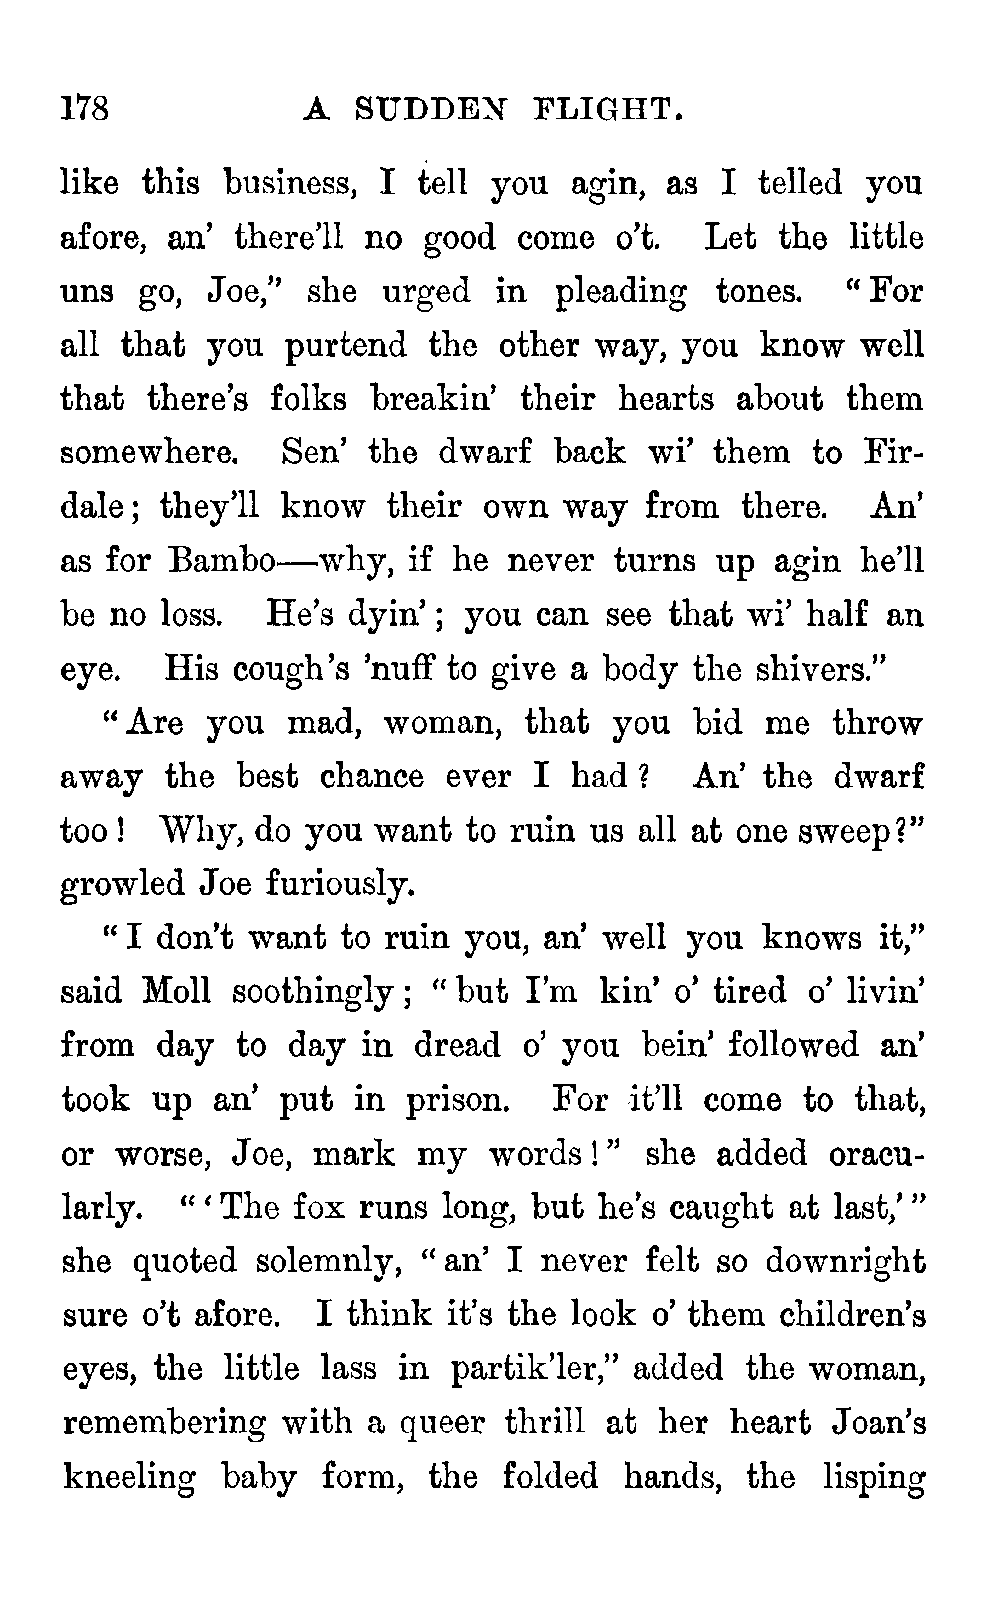 178 A SUDDEN FLIGHT.
like this business, I tell you agin, as I telled you
afore, an' there'll no good come o't. Let the little
uns go, Joe," she urged in pleading tones. "For
all that you purtend the other way, you know well
that there's folks breakin' their hearts about them
somewhere. Sen' the dwarf back wi' them to Fir-
dale; they'll know their own way from there. An'
as for Bambo—why, if he never turns up agin he'll
be no loss. He's dyin'; you can see that wi' half an
eye. His cough's 'nuff to give a body the shivers."
"Are you mad, woman, that you bid me throw
away the best chance ever I had? An' the dwarf
too! Why, do you want to ruin us all at one sweep?"
growled Joe furiously.
"I don't want to ruin you, an' well you knows it,"
said Moll soothingly; "but I'm kin' o' tired o' livin'
from day to day in dread o' you bein' followed an'
took up an' put in prison. For it'll come to that,
or worse, Joe, mark my words!" she added oracu-
larly. "'The fox runs long, but he's caught at last,'"
she quoted solemnly, "an' I never felt so downright
sure o't afore. I think it's the look o' them children's
eyes, the little lass in partik'ler," added the woman,
remembering with a queer thrill at her heart Joan's
kneeling baby form, the folded hands, the lisping